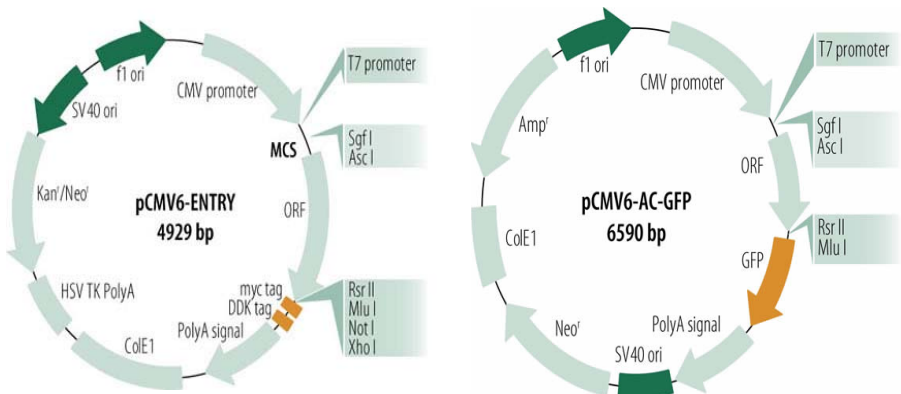 f1 ori
SV40 ori
CMV promoter
T7 promoter
MCS
Sgf I
Asc I
Kanʳ/Neoʳ
pCMV6-ENTRY
4929 bp
ORF
HSV TK PolyA
myc tag
DDK tag
PolyA signal
ColE1
Rsr II
Mlu I
Not I
Xho I
f1 ori
CMV promoter
T7 promoter
Ampʳ
Sgf I
Asc I
ORF
pCMV6-AC-GFP
6590 bp
ColE1
Rsr II
Mlu I
GFP
Neoʳ
PolyA signal
SV40 ori